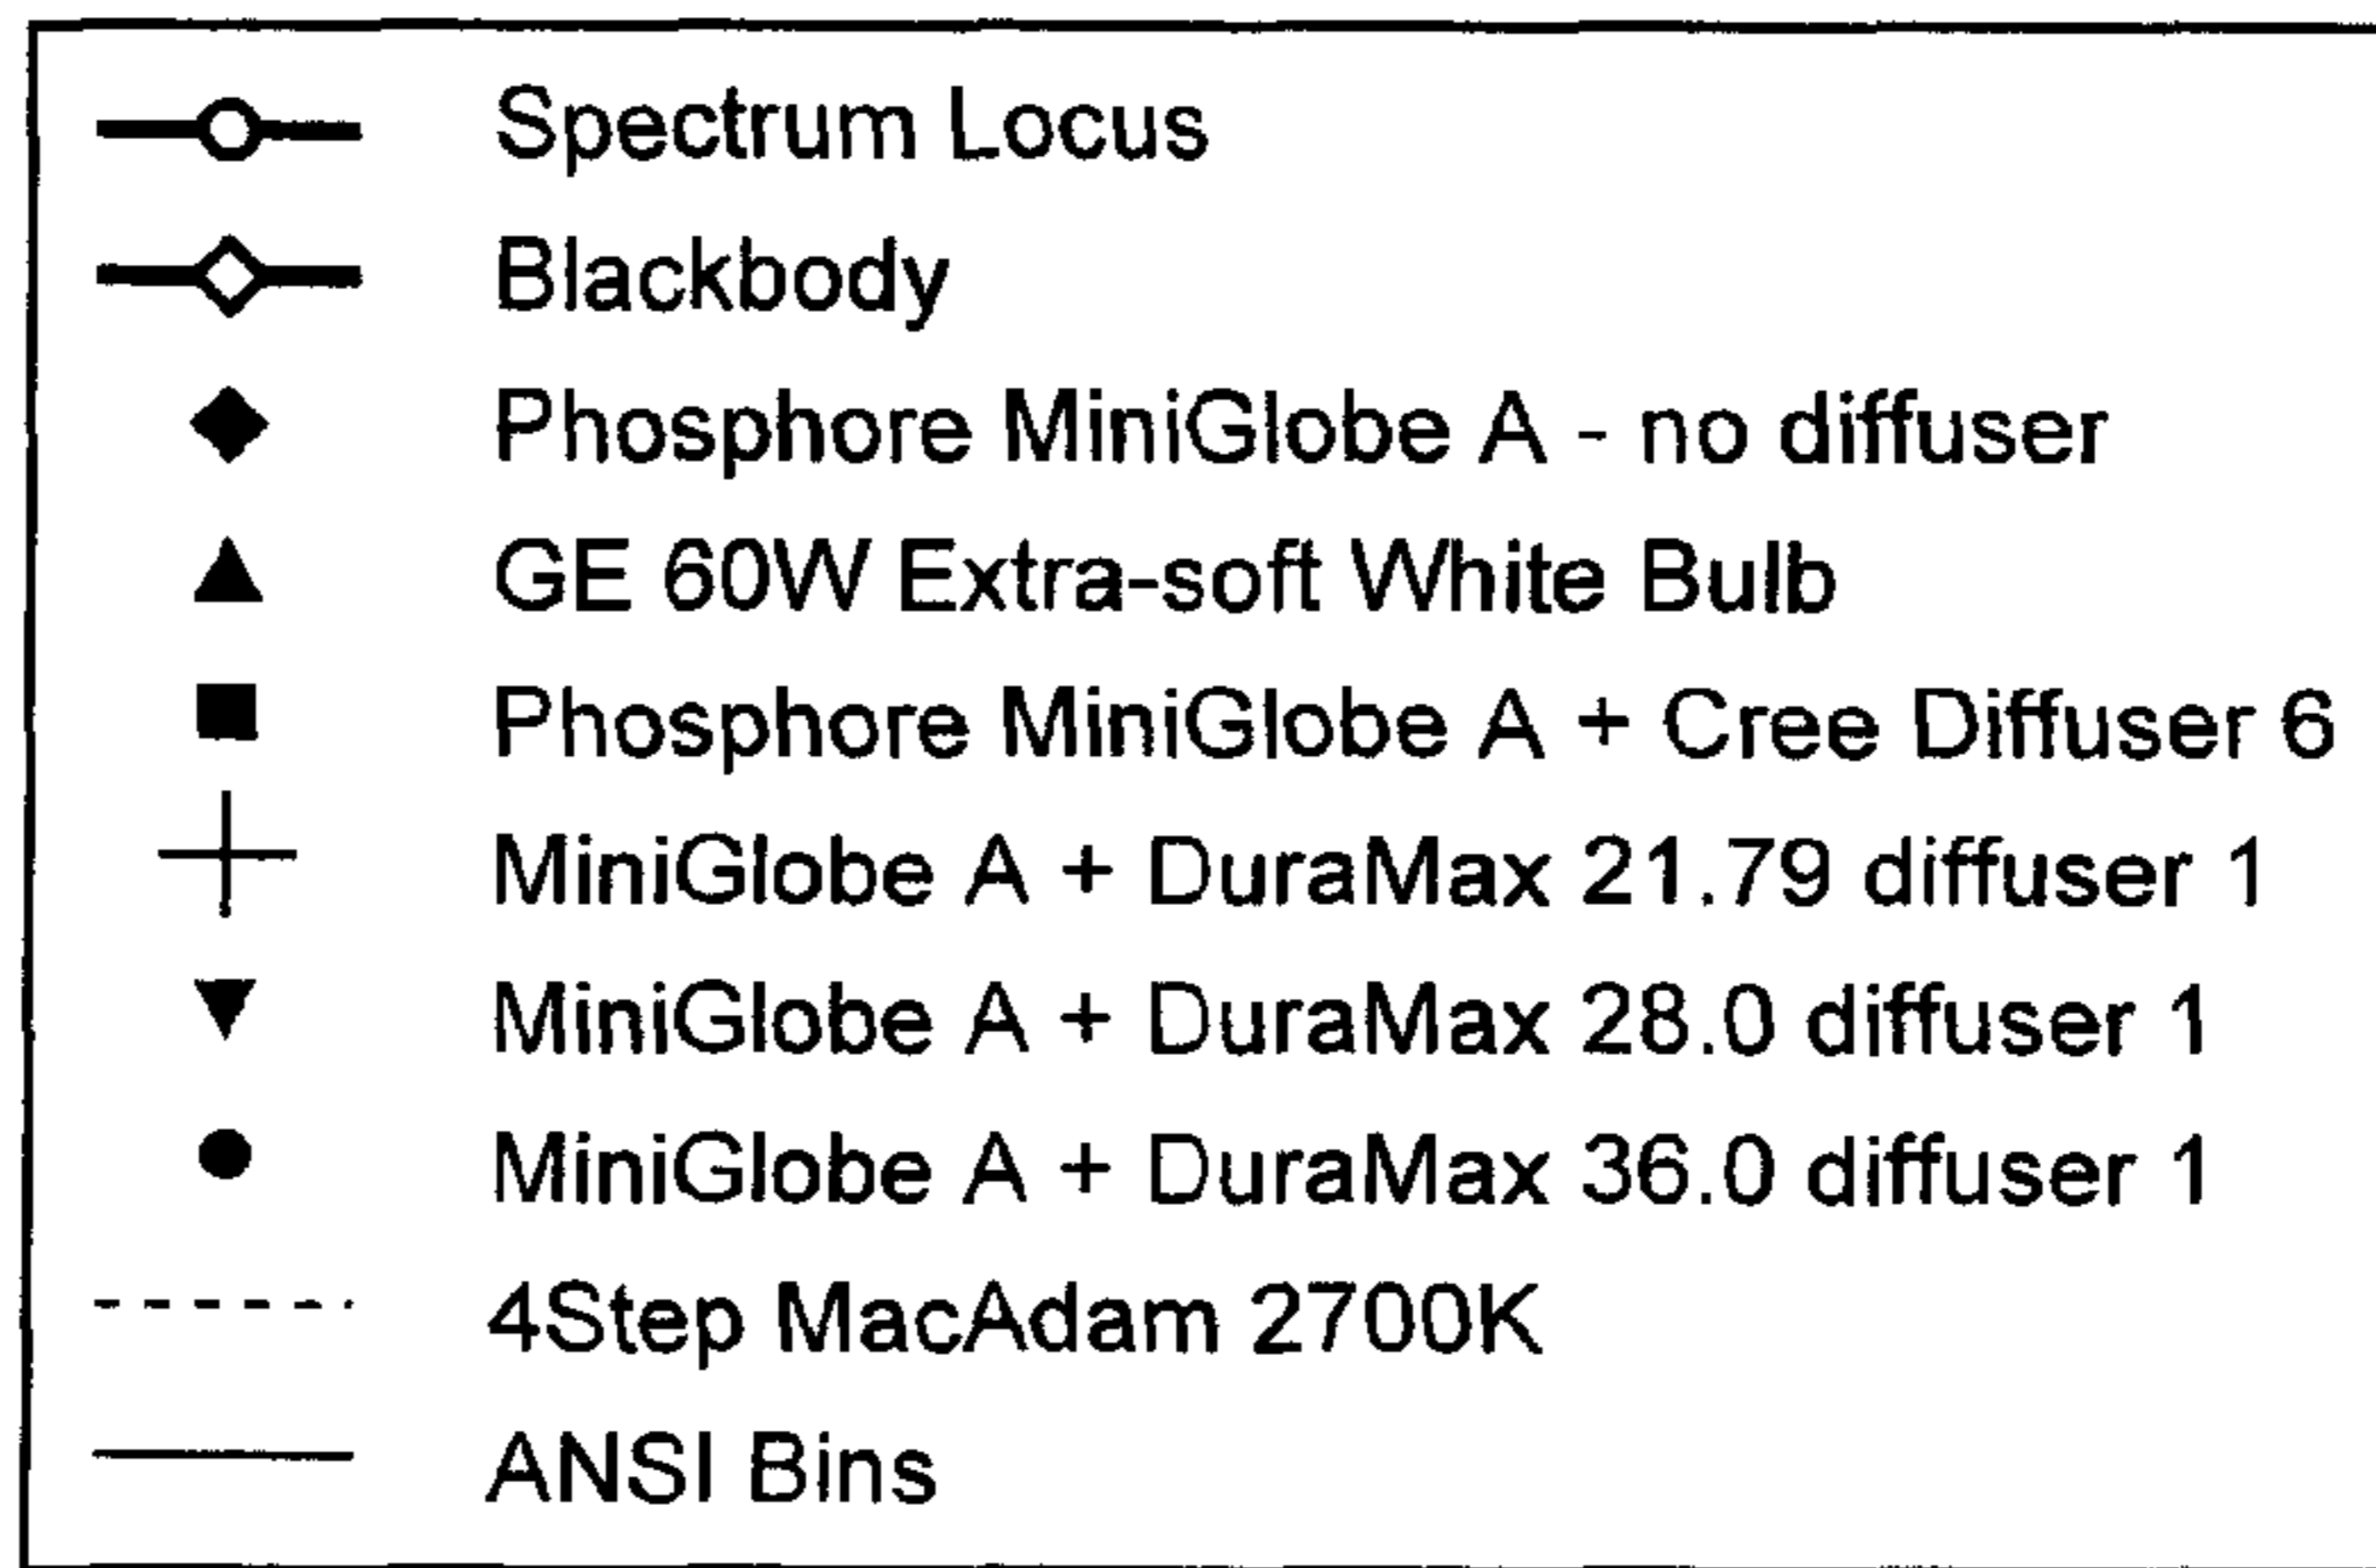 Spectrum Locus
Blackbody
Phosphore MiniGlobe A - no diffuser
GE 60W Extra-soft White Bulb
Phosphore MiniGlobe A + Cree Diffuser 6
MiniGlobe A + DuraMax 21.79 diffuser 1
MiniGlobe A + DuraMax 28.0 diffuser 1
MiniGlobe A + DuraMax 36.0 diffuser 1
4Step MacAdam 2700K
ANSI Bins